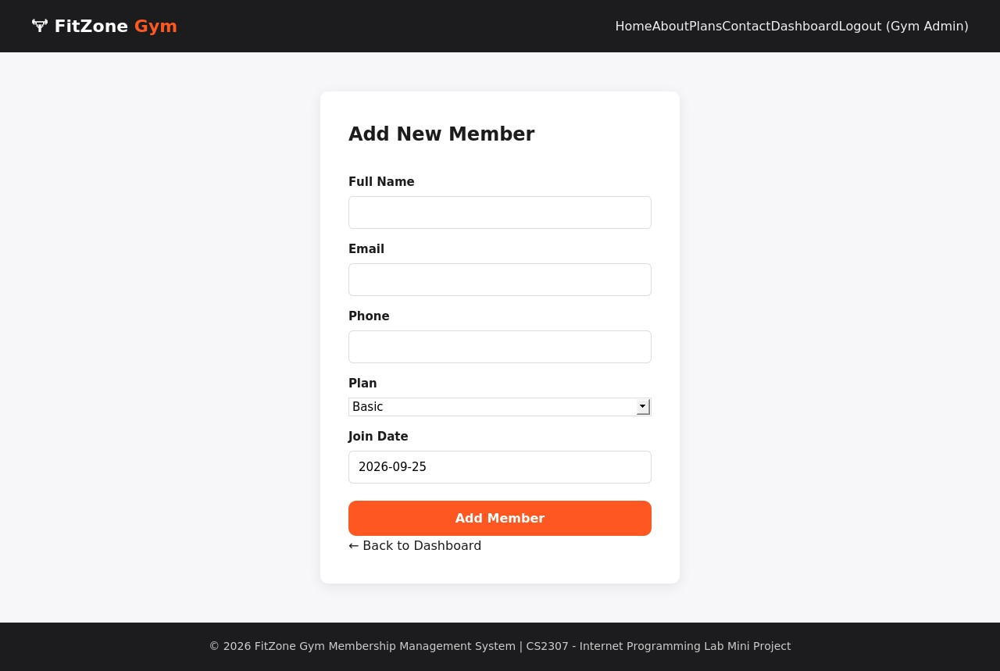 FitZone Gym
HomeAboutPlansContactDashboardLogout (Gym Admin)
Add New Member
Full Name
Email
Phone
Plan
Basic
Join Date
2026-09-25
Add Member
← Back to Dashboard
© 2026 FitZone Gym Membership Management System | CS2307 - Internet Programming Lab Mini Project